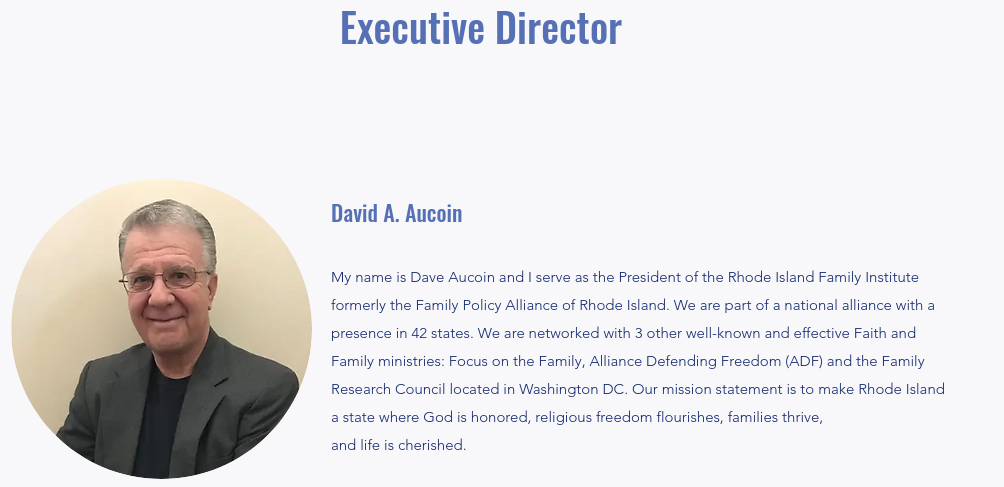 Executive Director
David A. Aucoin
My name is Dave Aucoin and I serve as the President of the Rhode Island Family Institute
formerly the Family Policy Alliance of Rhode Island. We are part of a national alliance with a
presence in 42 states. We are networked with 3 other well-known and effective Faith and
Family ministries: Focus on the Family, Alliance Defending Freedom (ADF) and the Family
Research Council located in Washington DC. Our mission statement is to make Rhode Island
a state where God is honored, religious freedom flourishes, families thrive,
and life is cherished.